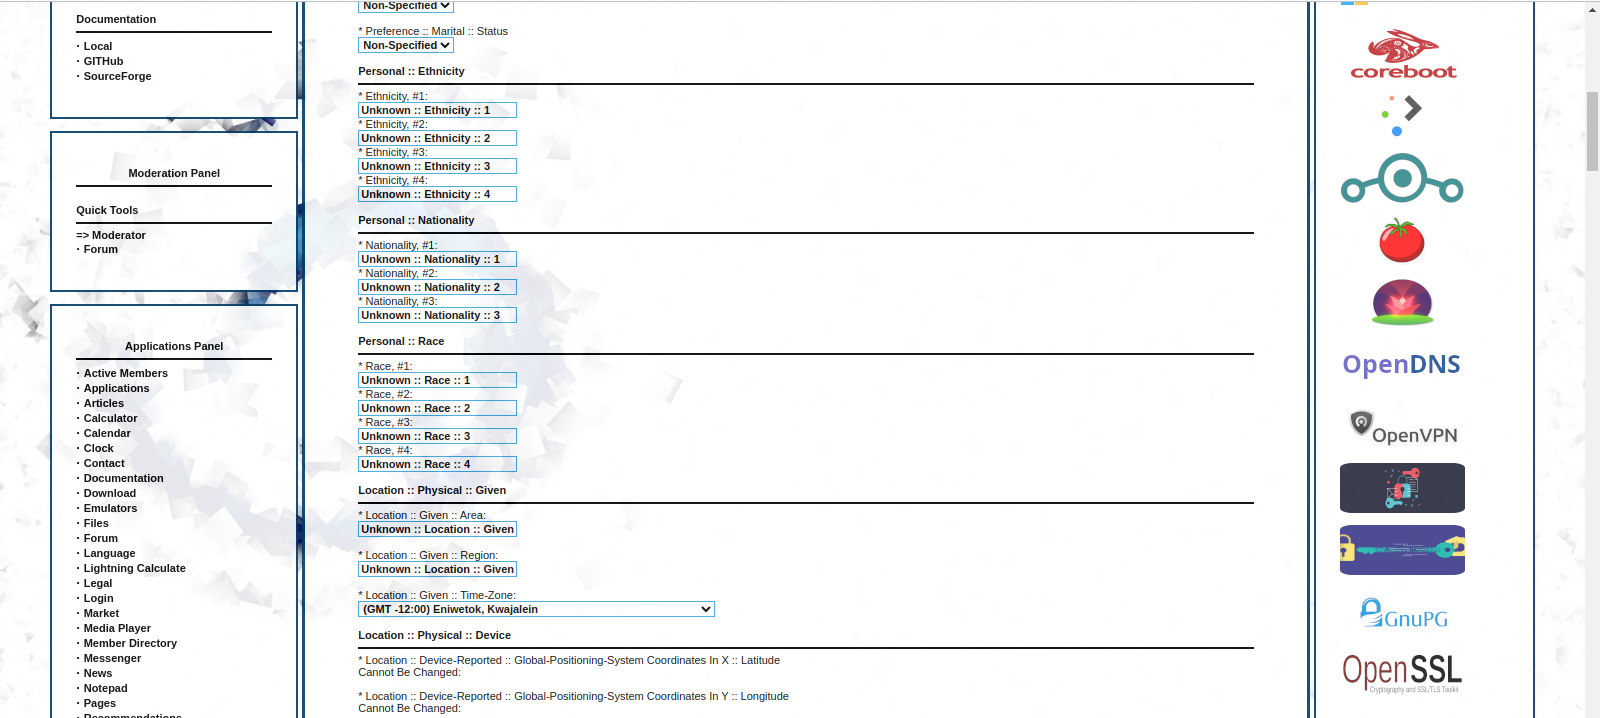 Documentation
· Local
· GITHub
· SourceForge
Moderation Panel
Quick Tools
=> Moderator
· Forum
Applications Panel
· Active Members
· Applications
· Articles
· Calculator
· Calendar
· Clock
· Contact
· Documentation
· Download
· Emulators
· Files
· Forum
· Language
· Lightning Calculate
· Legal
· Login
· Market
· Media Player
· Member Directory
· Messenger
· News
· Notepad
· Pages
· Recommendations
Non-Specified
* Preference :: Marital :: Status
Non-Specified
Personal :: Ethnicity
* Ethnicity, #1:
Unknown :: Ethnicity :: 1
* Ethnicity, #2:
Unknown :: Ethnicity :: 2
* Ethnicity, #3:
Unknown :: Ethnicity :: 3
* Ethnicity, #4:
Unknown :: Ethnicity :: 4
Personal :: Nationality
* Nationality, #1:
Unknown :: Nationality :: 1
* Nationality, #2:
Unknown :: Nationality :: 2
* Nationality, #3:
Unknown :: Nationality :: 3
Personal :: Race
* Race, #1:
Unknown :: Race :: 1
* Race, #2:
Unknown :: Race :: 2
* Race, #3:
Unknown :: Race :: 3
* Race, #4:
Unknown :: Race :: 4
Location :: Physical :: Given
* Location :: Given :: Area:
Unknown :: Location :: Given
* Location :: Given :: Region:
Unknown :: Location :: Given
* Location :: Given :: Time-Zone:
(GMT -12:00) Eniwetok, Kwajalein
Location :: Physical :: Device
* Location :: Device-Reported :: Global-Positioning-System Coordinates In X :: Latitude
Cannot Be Changed:
* Location :: Device-Reported :: Global-Positioning-System Coordinates In Y :: Longitude
Cannot Be Changed:
coreboot
OpenDNS
OpenVPN
GnuPG
OpenSSL
Cryptography and SSL/TLS Toolkit